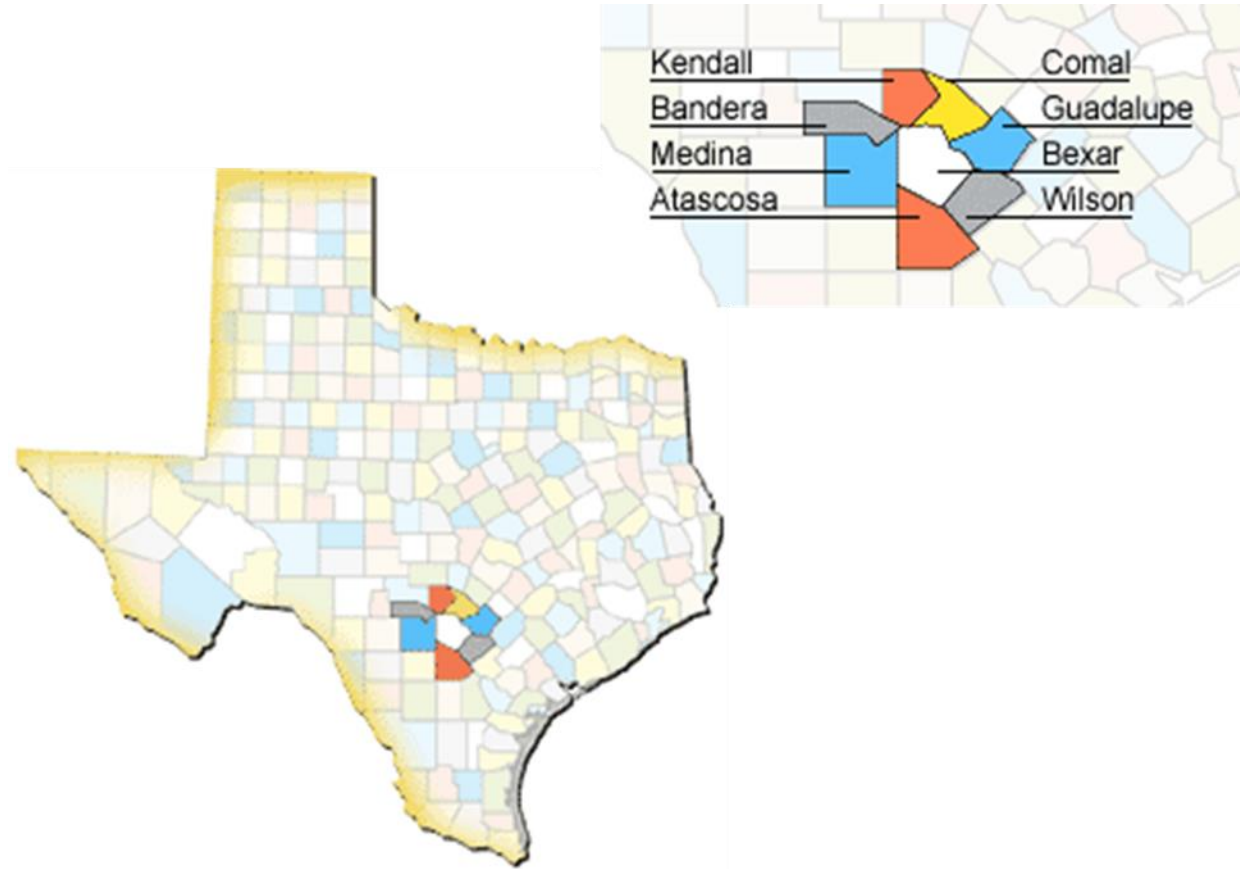 Kendall
Comal
Bandera
Guadalupe
Medina
Bexar
Atascosa
Wilson